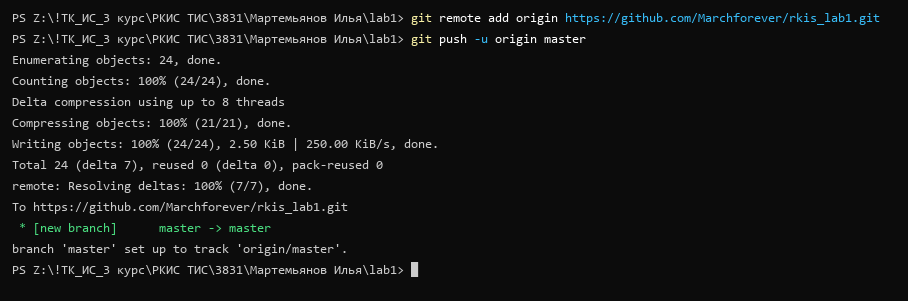 PS Z:\!ТК_ИС_3 курс\РКИС ТИС\3831\Мартемьянов Илья\lab1> git remote add origin https://github.com/Marchforever/rkis_lab1.git
PS Z:\!ТК_ИС_3 курс\РКИС ТИС\3831\Мартемьянов Илья\lab1> git push -u origin master
Enumerating objects: 24, done.
Counting objects: 100% (24/24), done.
Delta compression using up to 8 threads
Compressing objects: 100% (21/21), done.
Writing objects: 100% (24/24), 2.50 KiB | 250.00 KiB/s, done.
Total 24 (delta 7), reused 0 (delta 0), pack-reused 0
remote: Resolving deltas: 100% (7/7), done.
To https://github.com/Marchforever/rkis_lab1.git
 * [new branch]      master -> master
branch 'master' set up to track 'origin/master'.
PS Z:\!ТК_ИС_3 курс\РКИС ТИС\3831\Мартемьянов Илья\lab1>